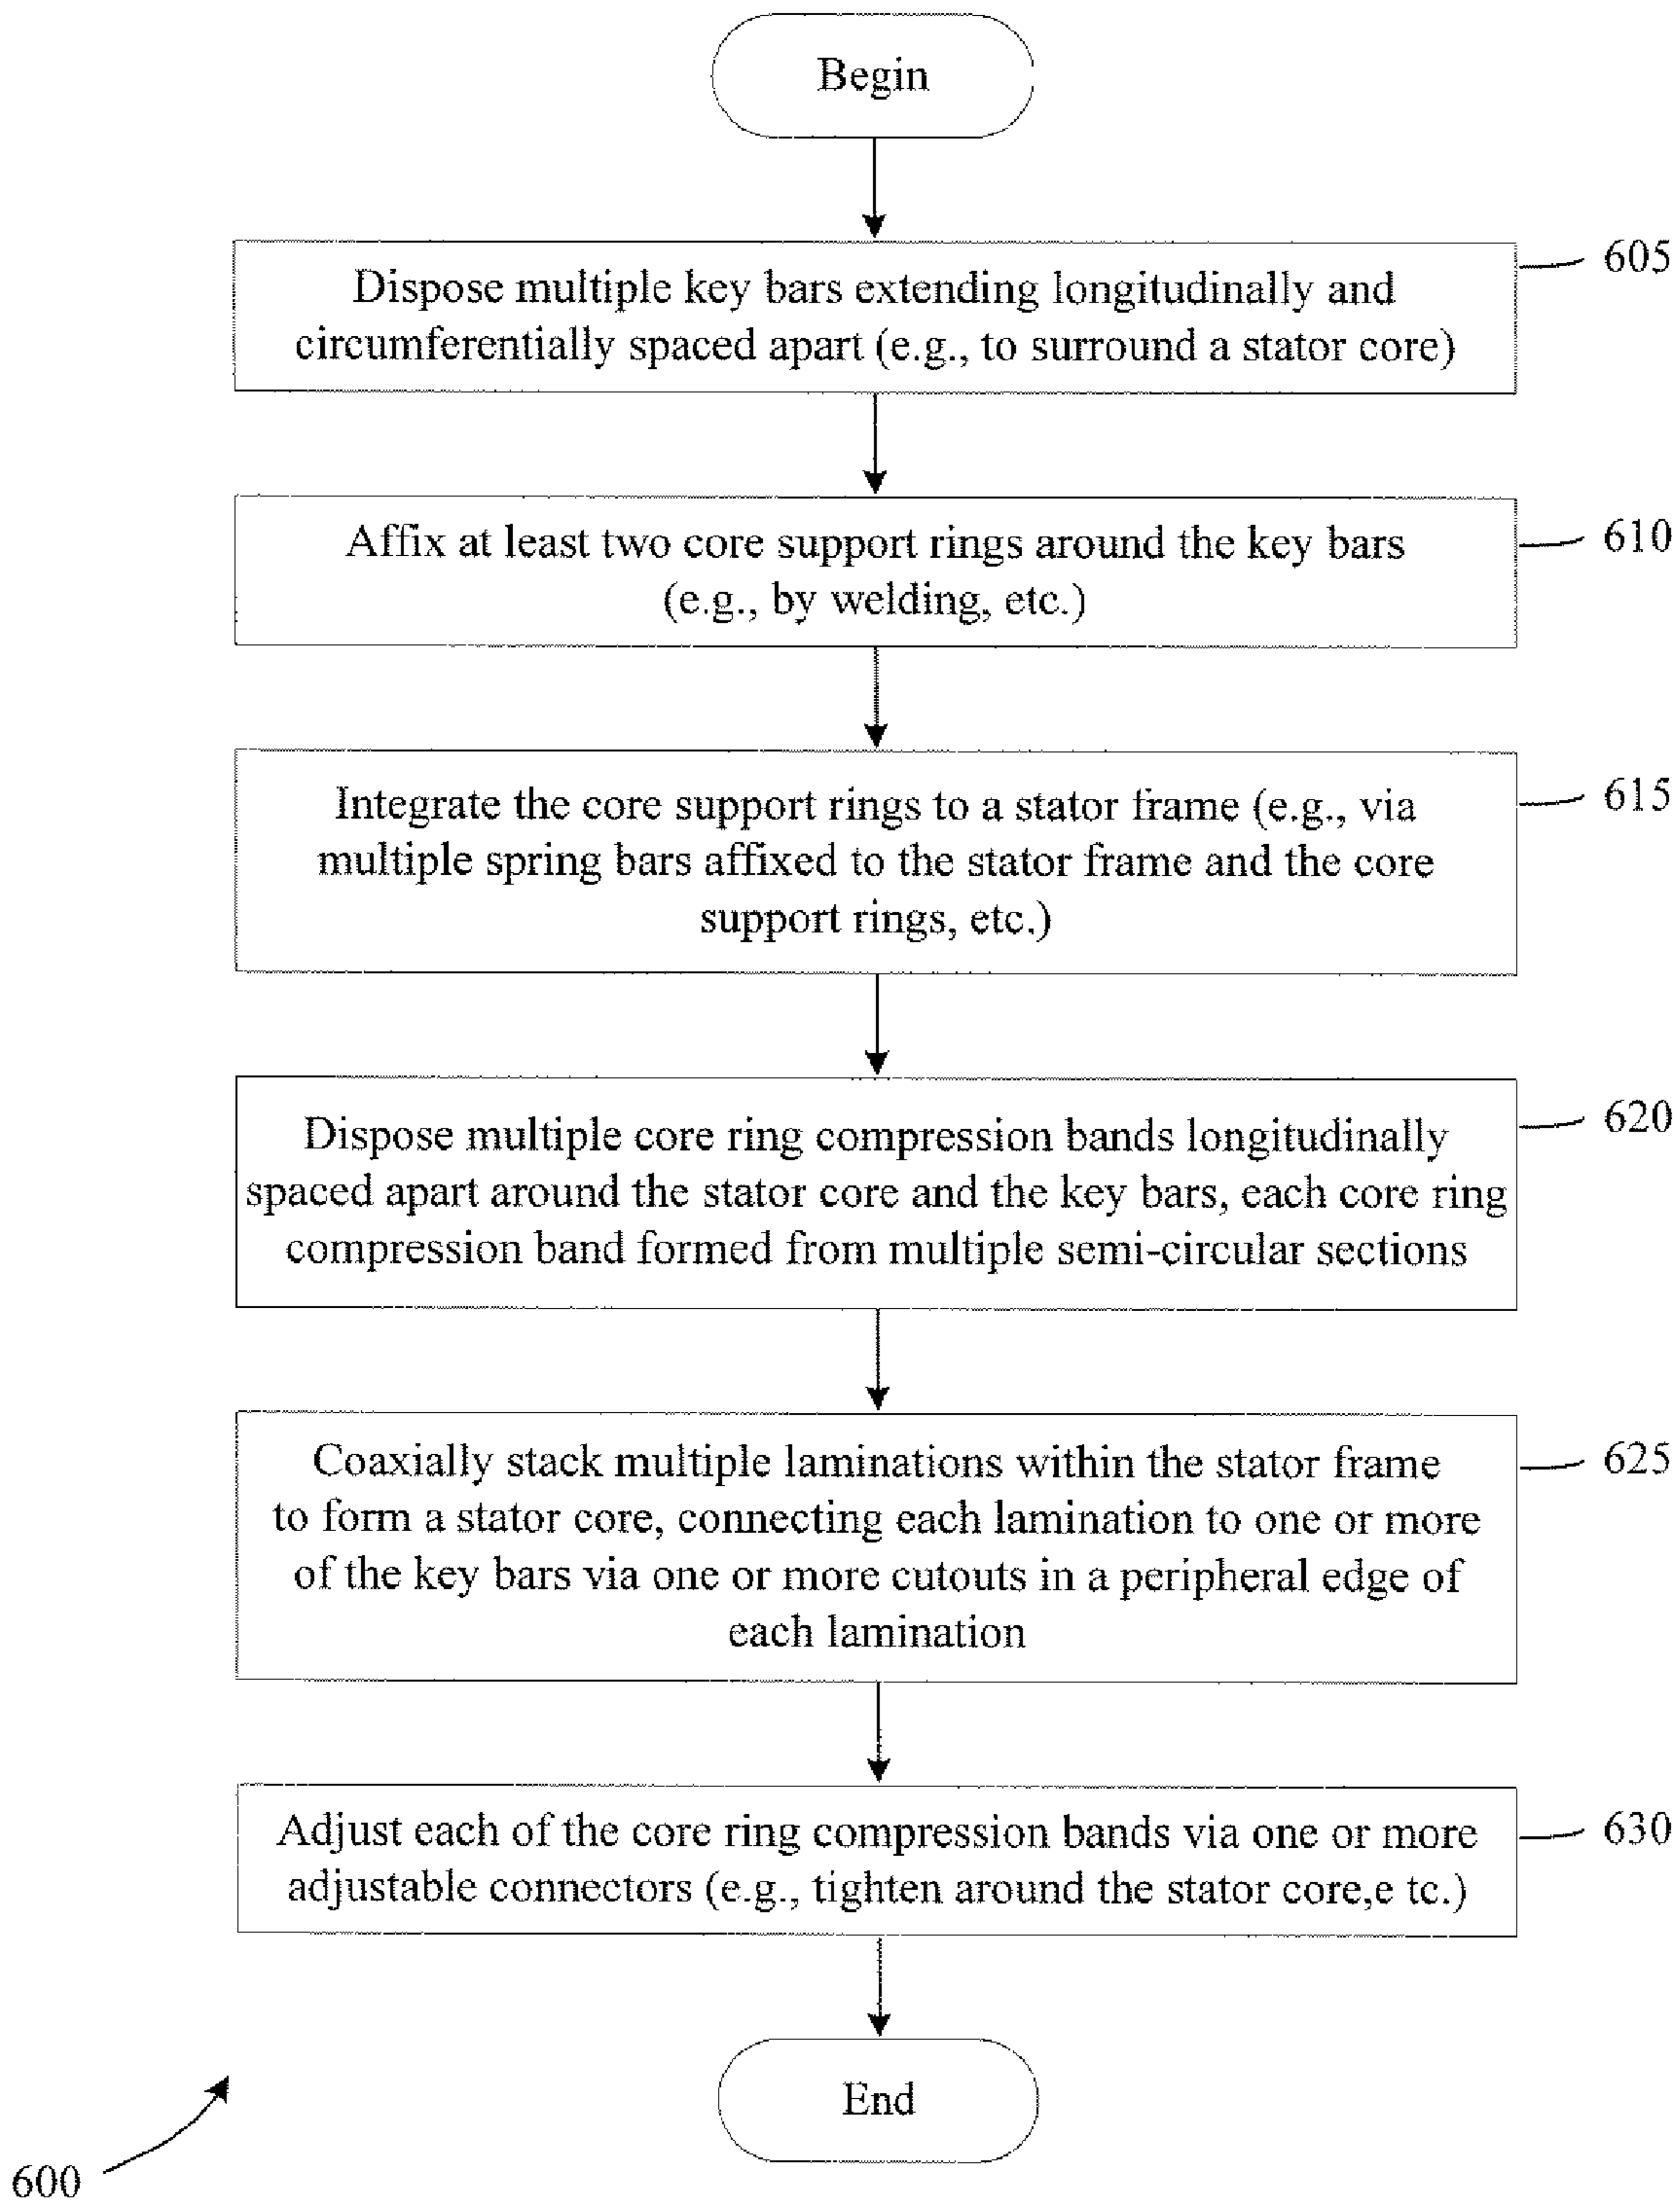 Begin
605
Dispose multiple key bars extending longitudinally and
circumferentially spaced apart (e.g., to surround a stator core)
610
Affix at least two core support rings around the key bars
(e.g., by welding, etc.)
615
Integrate the core support rings to a stator frame (e.g., via
multiple spring bars affixed to the stator frame and the core
support rings, etc.)
620
Dispose multiple core ring compression bands longitudinally
spaced apart around the stator core and the key bars, each core ring
compression band formed from multiple semi-circular sections
625
Coaxially stack multiple laminations within the stator frame
to form a stator core, connecting each lamination to one or more
of the key bars via one or more cutouts in a peripheral edge of
each lamination
630
Adjust each of the core ring compression bands via one or more
adjustable connectors (e.g., tighten around the stator core,e tc.)
End
600